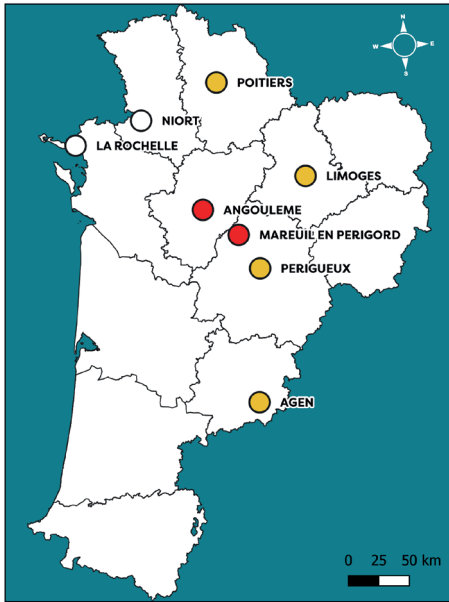 N
W E
S
POITIERS
NIORT
LA ROCHELLE
LIMOGES
ANGOULEME
MAREUIL EN PERIGORD
PERIGUEUX
AGEN
0 25 50 km